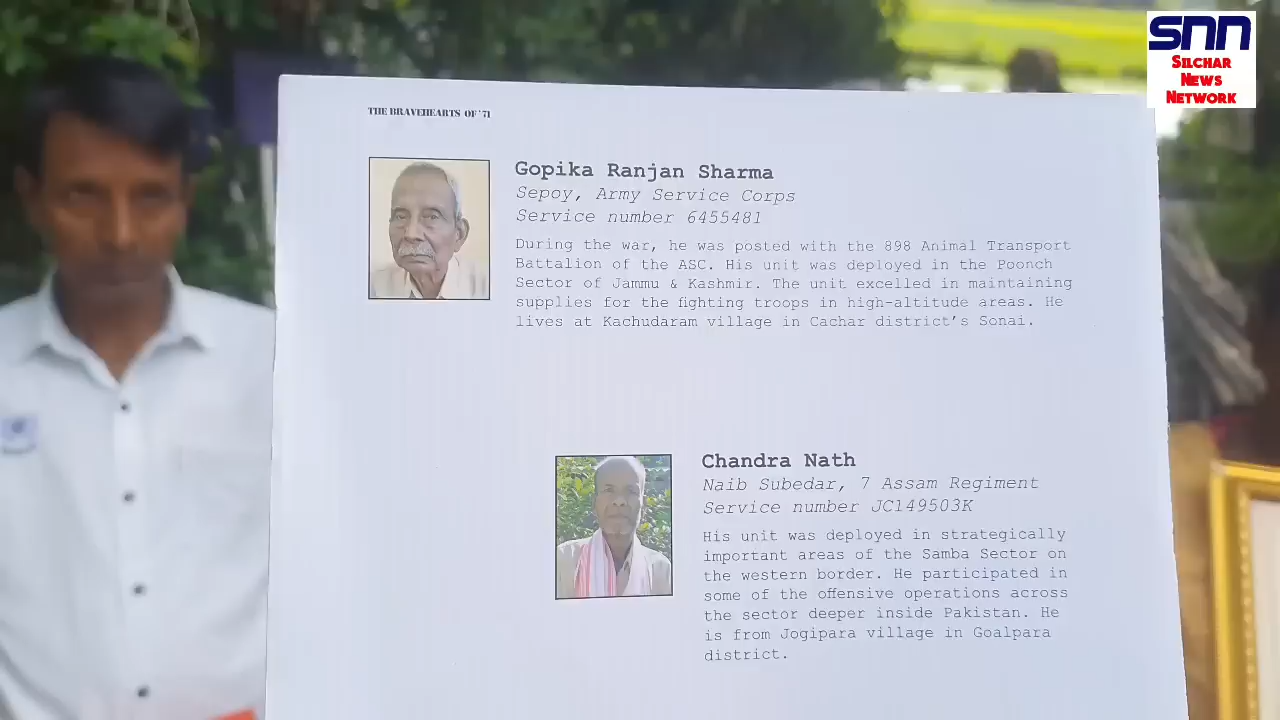 snn
SILCHAR
NEWS
NETWORK
THE BRAVEHEARTS OF '71
Gopika Ranjan Sharma
Sepoy, Army Service Corps
Service number 6455481
During the war, he was posted with the 898 Animal Transport
Battalion of the ASC. His unit was deployed in the Poonch
Sector of Jammu & Kashmir. The unit excelled in maintaining
supplies for the fighting troops in high-altitude areas. He
lives at Kachudaram village in Cachar district's Sonai.
Chandra Nath
Naib Subedar, 7 Assam Regiment
Service number JC149503K
His unit was deployed in strategically
important areas of the Samba Sector on
the western border. He participated in
some of the offensive operations across
the sector deeper inside Pakistan. He
is from Jogipara village in Goalpara
district.